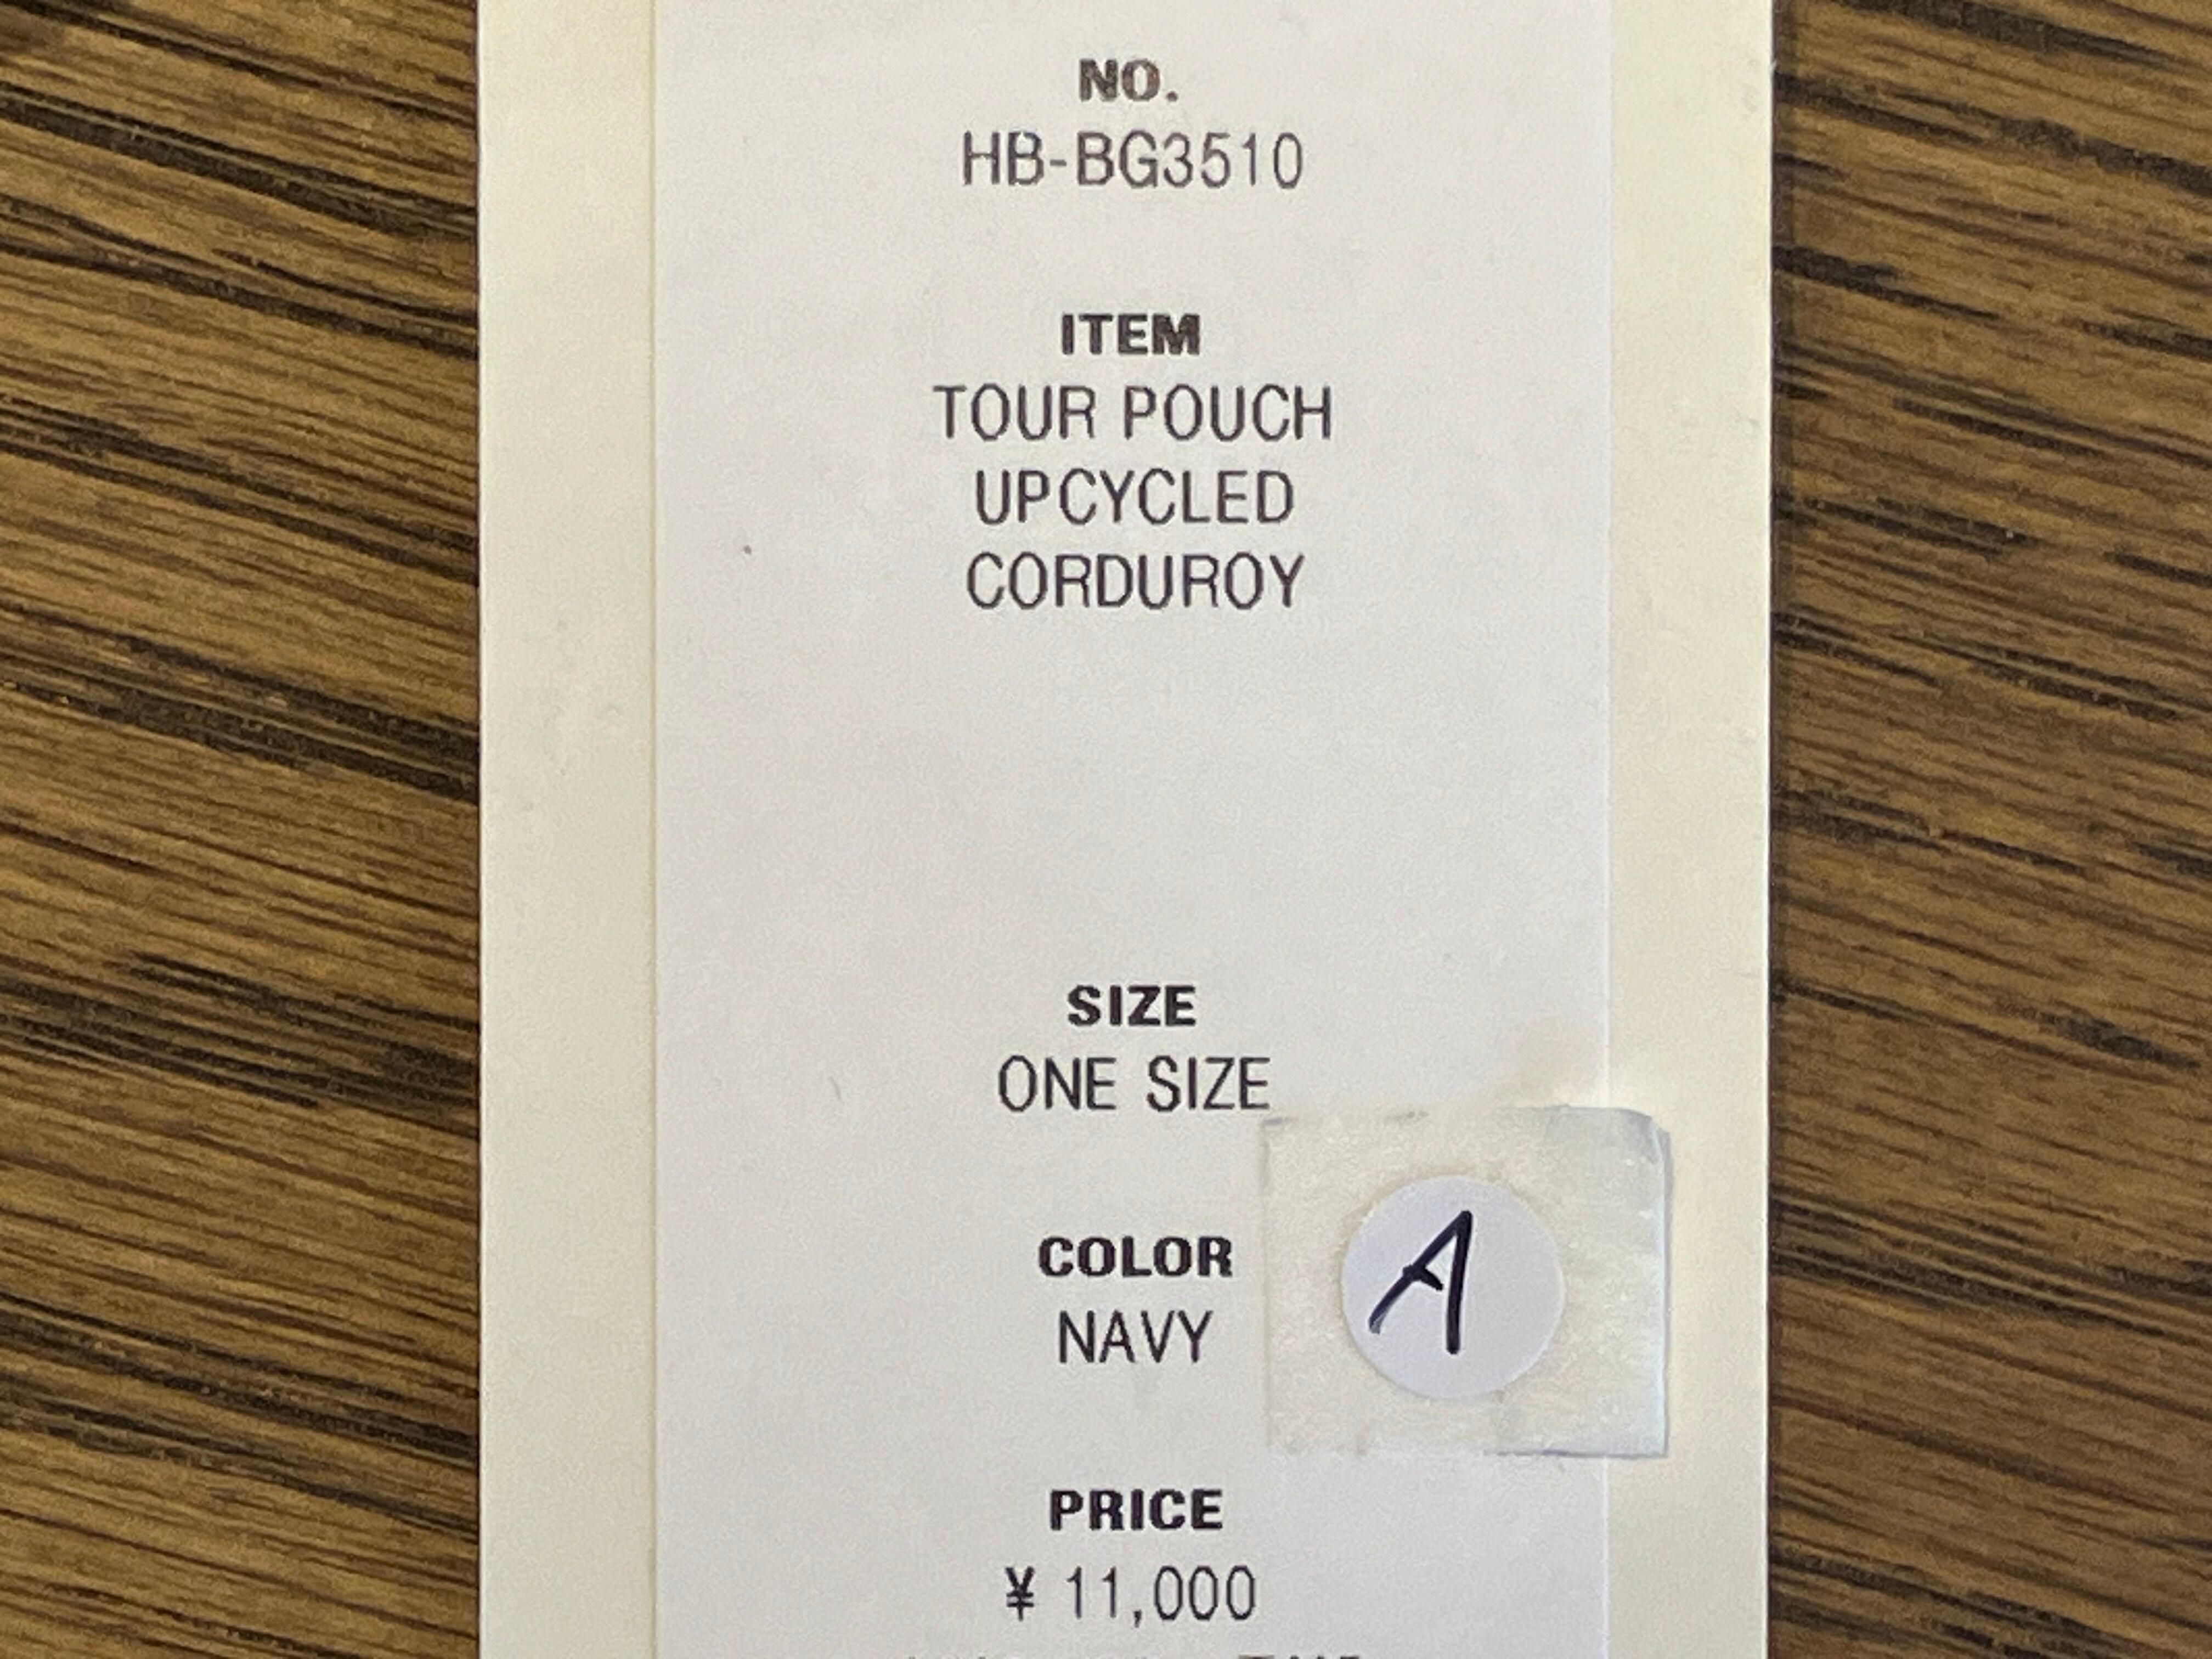 NO.
HB-BG3510
ITEM
TOUR POUCH
UPCYCLED
CORDUROY
SIZE
ONE SIZE
COLOR
NAVY
A
PRICE
¥ 11,000